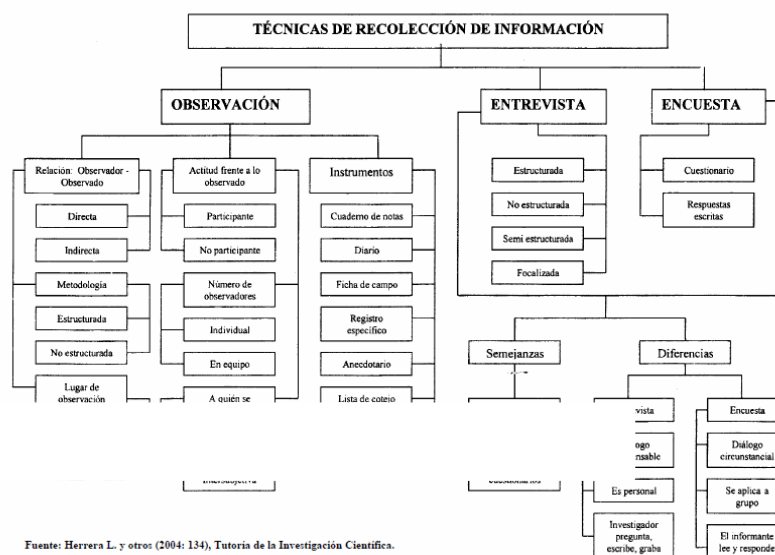 TÉCNICAS DE RECOLECCIÓN DE INFORMACIÓN
OBSERVACIÓN
ENTREVISTA
ENCUESTA
Relación: Observador -
Observado
Directa
Indirecta
Metodología
Estructurada
No estructurada
Lugar de
observación
Actitud frente a lo
observado
Participante
No participante
Número de
observadores
Individual
En equipo
A quién se
Instrumentos
Cuaderno de notas
Diario
Ficha de campo
Registro
específico
Anecdotario
Lista de cotejo
Estructurada
No estructurada
Semi estructurada
Focalizada
Cuestionario
Respuestas
escritas
Semejanzas
Diferencias
Encuesta
Diálogo
circunstancial
Es personal
Se aplica a
grupo
Investigador
pregunta,
escribe, graba
El informante
lee y responde
Fuente: Herrera L. y otros (2004: 134), Tutoría de la Investigación Científica.